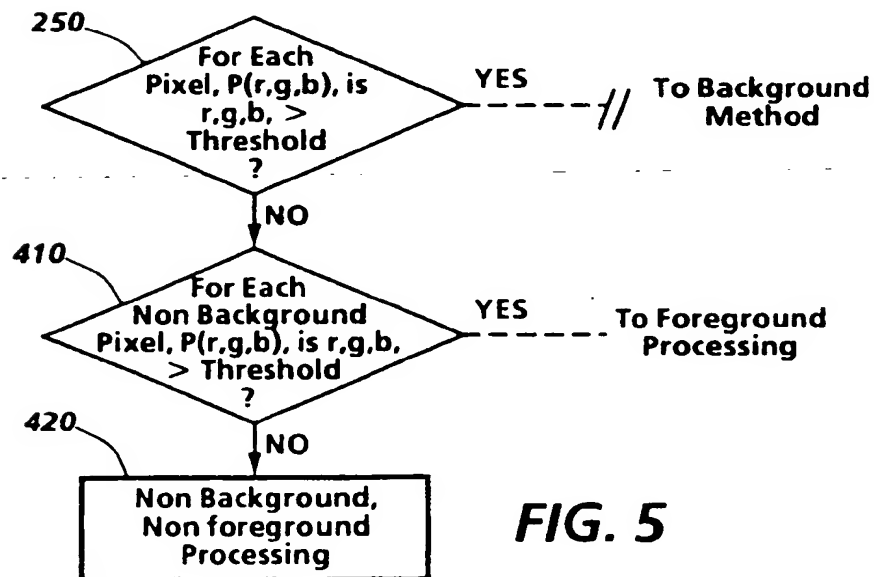 250
For Each
Pixel, P(r,g,b), is
r,g,b, >
Threshold
?
YES
To Background
Method
NO
410
For Each
Non Background
Pixel, P(r,g,b), is r,g,b,
> Threshold
?
YES
To Foreground
Processing
NO
420
Non Background,
Non foreground
Processing
FIG. 5